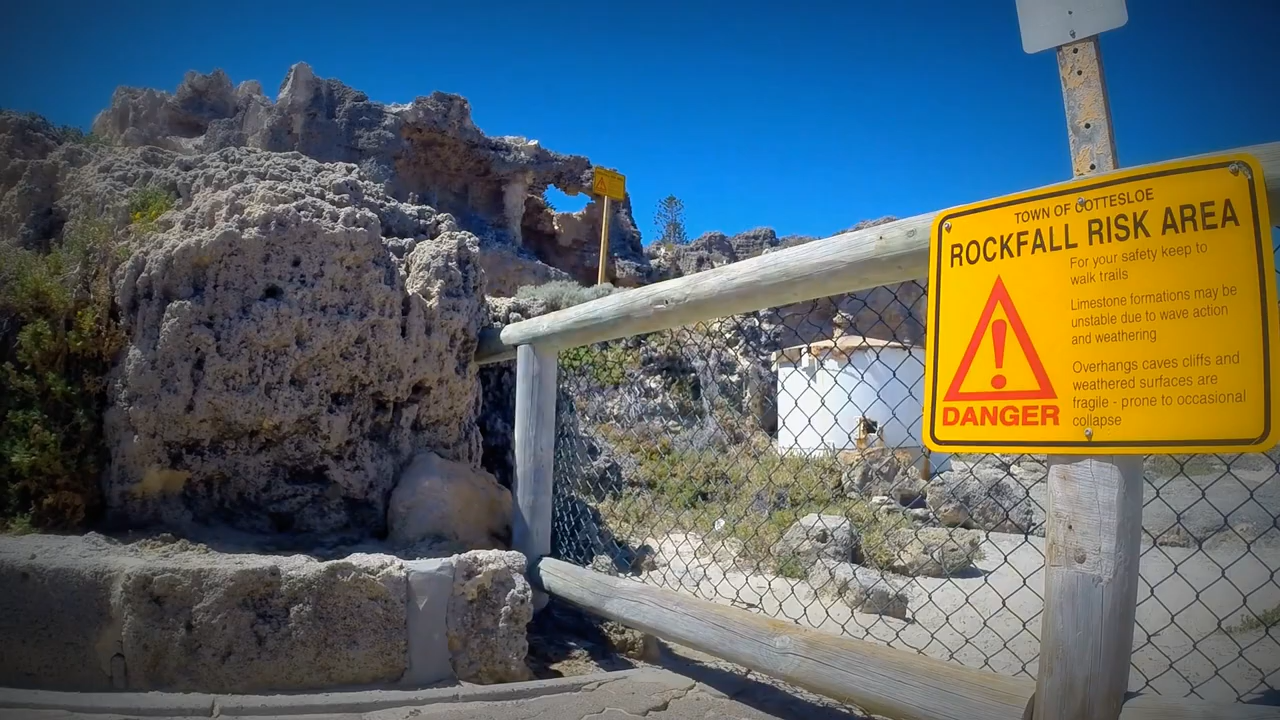 TOWN OF COTTESLOE
ROCKFALL RISK AREA
For your safety keep to
walk trails
Limestone formations may be
unstable due to wave action
and weathering
Overhangs caves cliffs and
weathered surfaces are
fragile - prone to occasional
collapse
DANGER